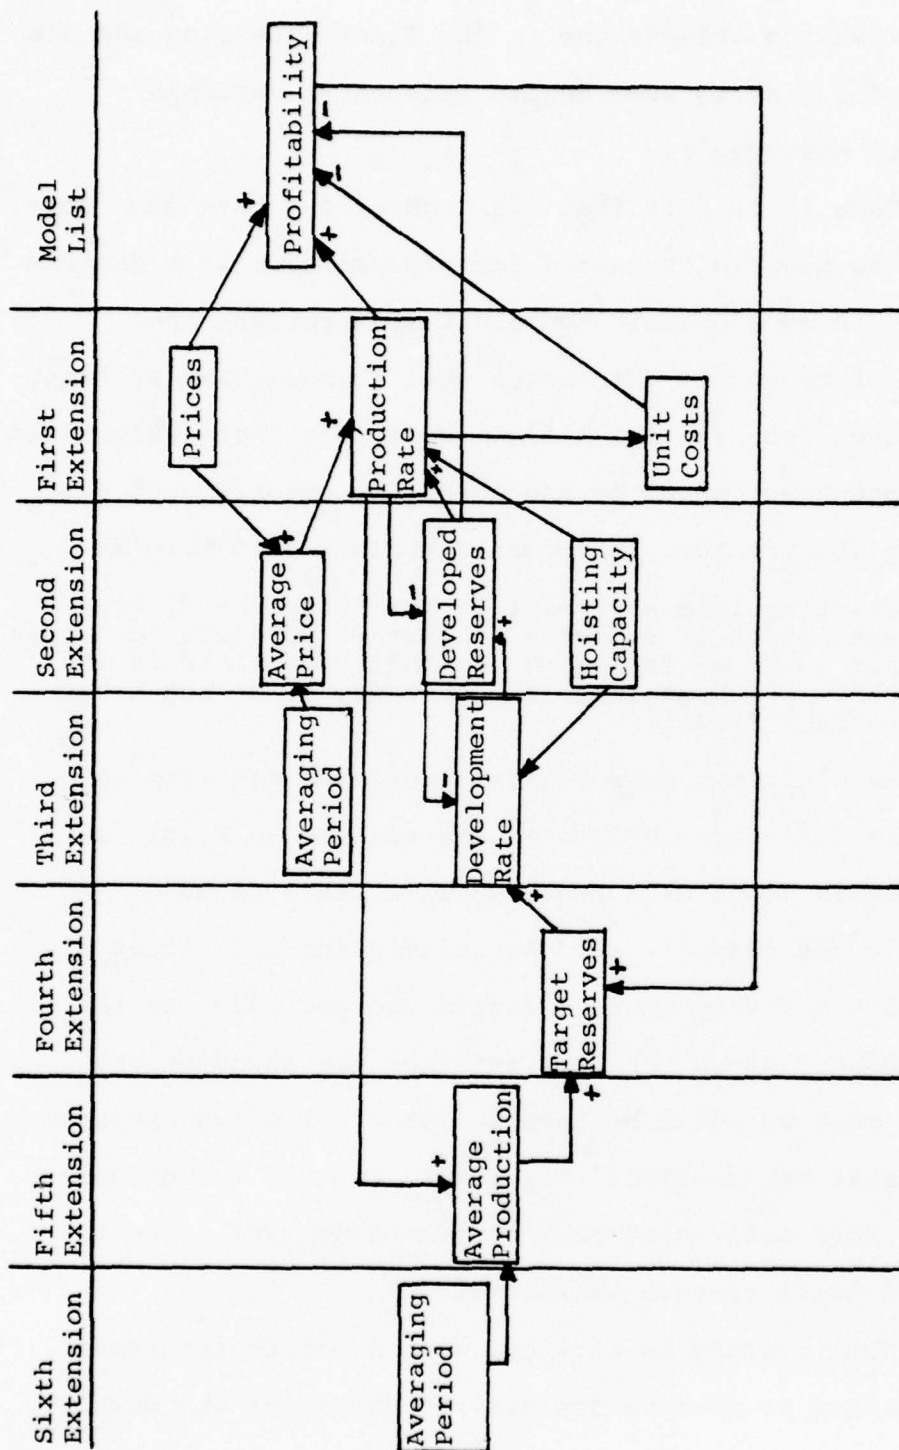 Sixth
Extension
Fifth
Extension
Fourth
Extension
Third
Extension
Second
Extension
First
Extension
Model
List
Prices
+
Profitability
+
+
-
-
Averaging
Period
Average
Price
+
+
Production
Rate
+
Average
Production
Development
Rate
-
+
-
Developed
Reserves
+
+
Averaging
Period
Target
Reserves
+
+
Hoisting
Capacity
Unit
Costs